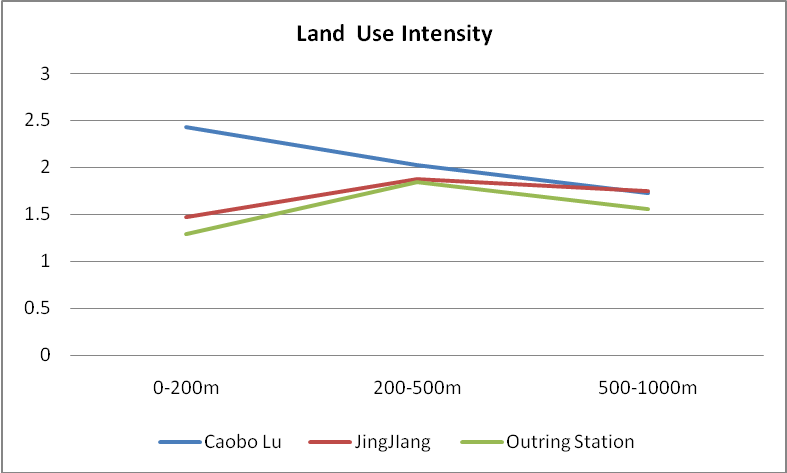 Land Use Intensity
3
2.5
2
1.5
1
0.5
0
0-200m 200-500m 500-1000m
Caobo Lu JingJIang Outring Station